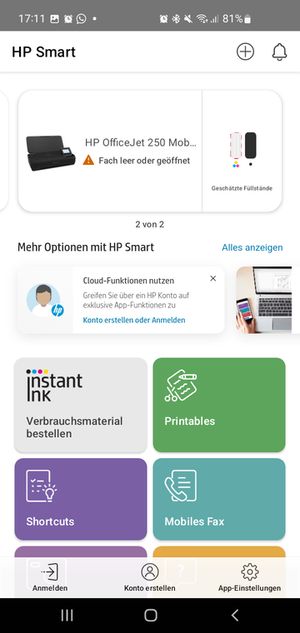 17:11
81%
HP Smart
HP OfficeJet 250 Mob...
Fach leer oder geöffnet
Geschätzte Füllstände
2 von 2
Mehr Optionen mit HP Smart
Alles anzeigen
Cloud-Funktionen nutzen
Greifen Sie über ein HP Konto auf
exklusive App-Funktionen zu
Konto erstellen oder Anmelden
hp
instant
ink
Verbrauchsmaterial
bestellen
Printables
Shortcuts
Mobiles Fax
Anmelden
Konto erstellen
App-Einstellungen